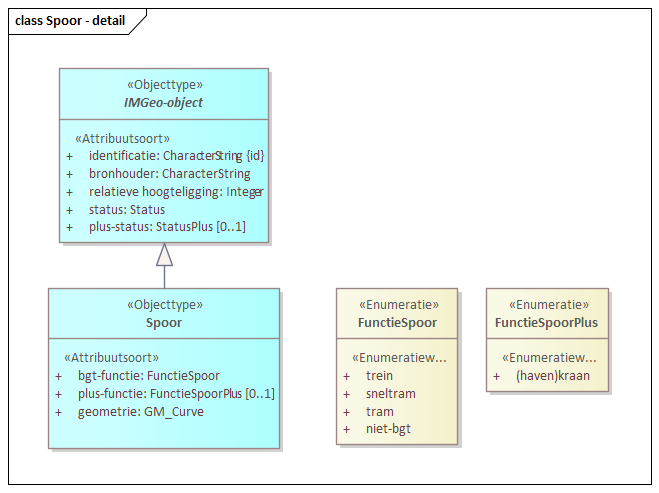 class Spoor - detail
«Objecttype»
IMGeo-object
«Attribuutsoort»
+ identificatie: CharacterString {id}
+ bronhouder: CharacterString
+ relatieve hoogteligging: Integer
+ status: Status
+ plus-status: StatusPlus [0..1]
«Objecttype»
Spoor
«Attribuutsoort»
+ bgt-functie: FunctieSpoor
+ plus-functie: FunctieSpoorPlus [0..1]
+ geometrie: GM_Curve
«Enumeratie»
FunctieSpoor
«Enumeratiew...
+ trein
+ sneltram
+ tram
+ niet-bgt
«Enumeratie»
FunctieSpoorPlus
«Enumeratiew...
+ (haven)kraan